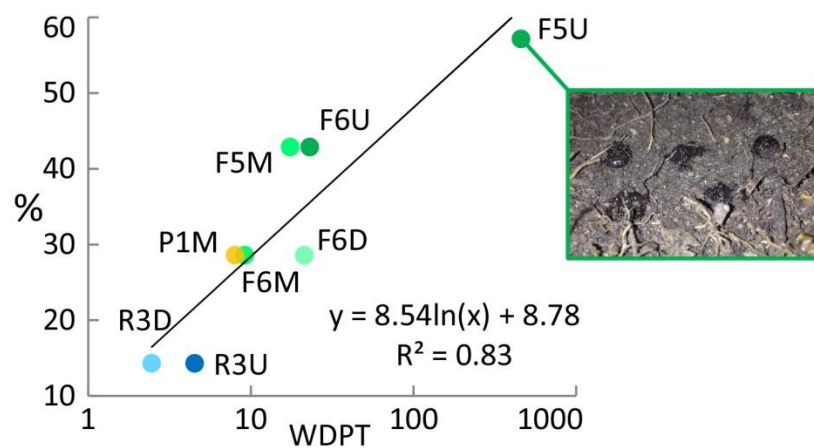 60
50
40
30
20
10
%
F5U
F6U
F5M
P1M
F6D
F6M
R3D
R3U
y = 8.54ln(x) + 8.78
R² = 0.83
1
10
100
1000
WDPT